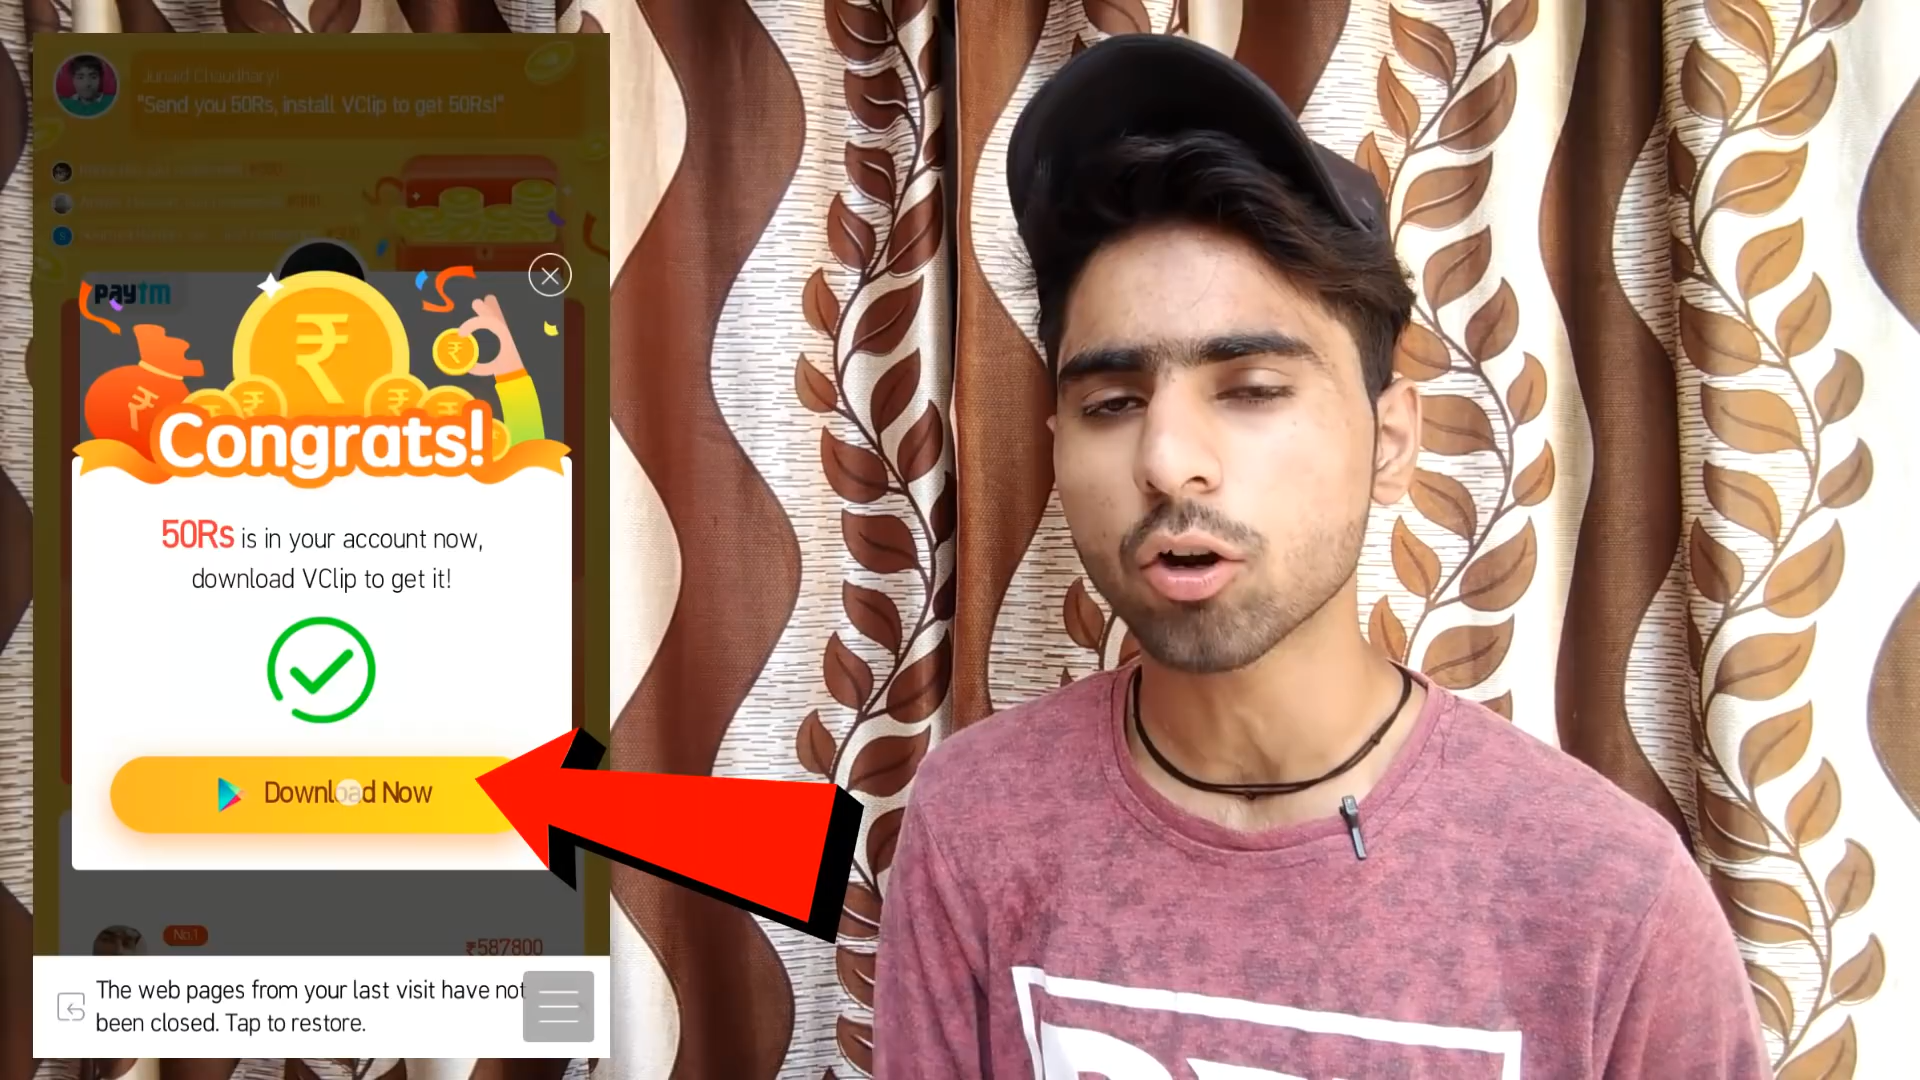 Junaid Chaudhary!
"Send you 50Rs, install VClip to get 50Rs!"
paytm
Congrats!
50Rs is in your account now,
download VClip to get it!
Download Now
No.1
₹587800
The web pages from your last visit have not
been closed. Tap to restore.